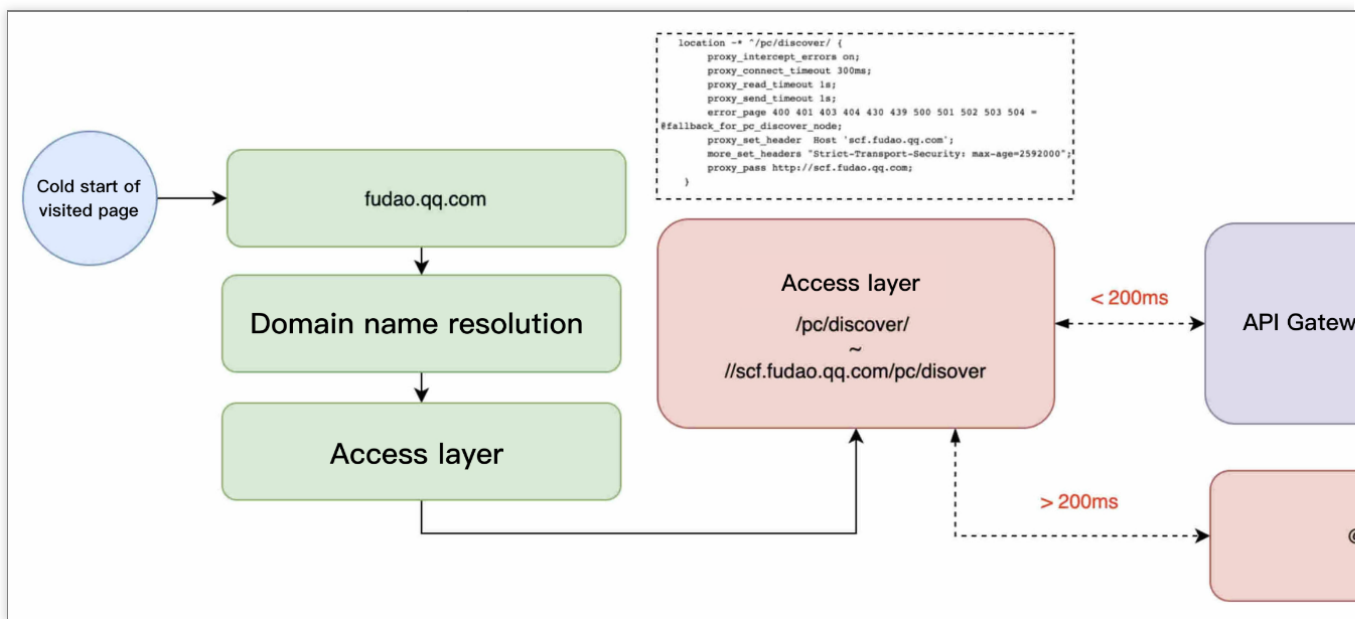 location ~* ^/pc/discover/ {
proxy_intercept_errors on;
proxy_connect_timeout 300ms;
proxy_read_timeout 1s;
proxy_send_timeout 1s;
error_page 400 401 403 404 430 439 500 501 502 503 504 =
@fallback_for_pc_discover_node;
proxy_set_header Host 'scf.fudao.qq.com';
more_set_headers "Strict-Transport-Security: max-age=2592000";
proxy_pass http://scf.fudao.qq.com;
}
Cold start of
visited page
fudao.qq.com
Domain name resolution
Access layer
Access layer
/pc/discover/
~
//scf.fudao.qq.com/pc/disover
< 200ms
API Gatew
> 200ms
@